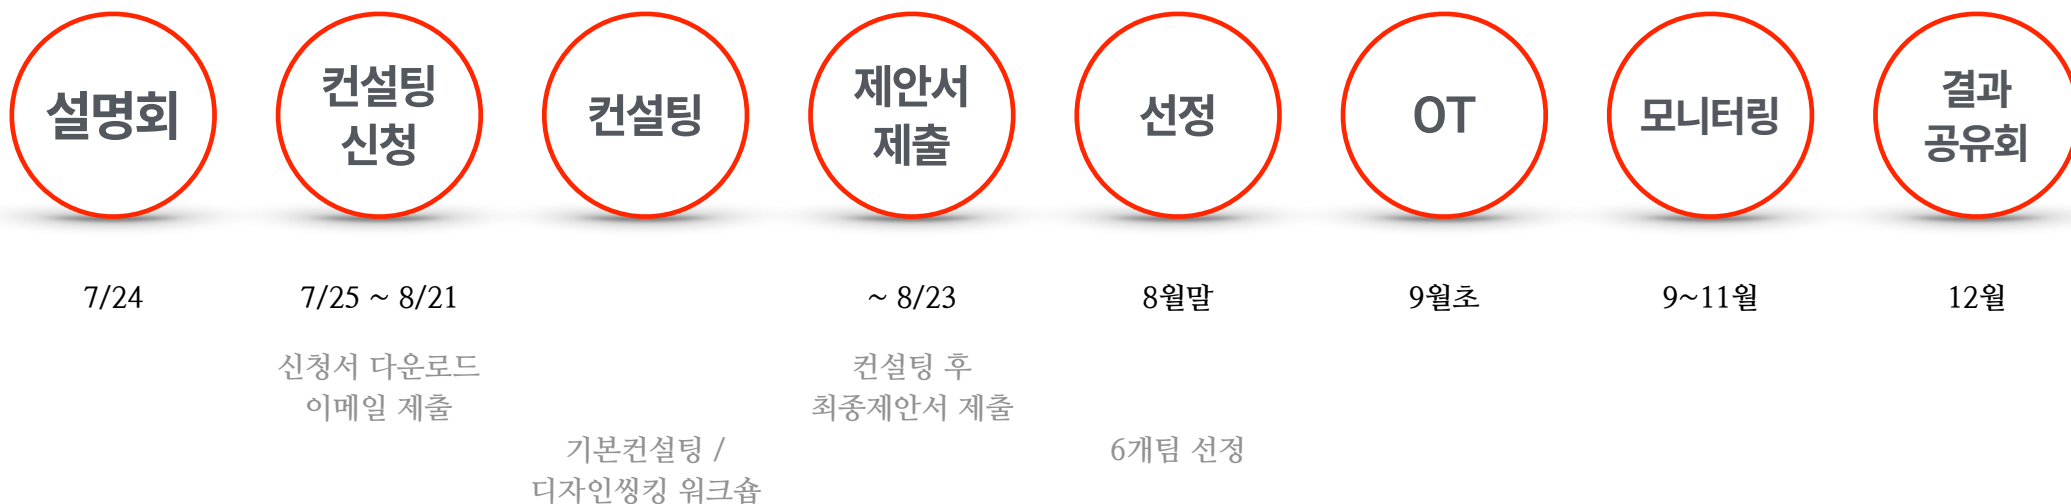 설명회
컨설팅
신청
컨설팅
제안서
제출
선정
OT
모니터링
결과
공유회
7/24
7/25 ~ 8/21
~ 8/23
8월말
9월초
9~11월
12월
신청서 다운로드
이메일 제출
컨설팅 후
최종제안서 제출
기본컨설팅 /
디자인씽킹 워크숍
6개팀 선정